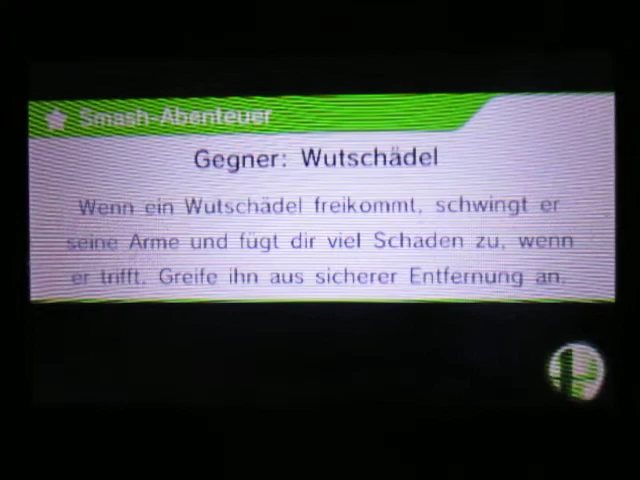 Smash-Abenteuer
Gegner: Wutschädel
Wenn ein Wutschädel freikommt, schwingt er
seine Arme und fügt dir viel Schaden zu, wenn
er trifft. Greife ihn aus sicherer Entfernung an.